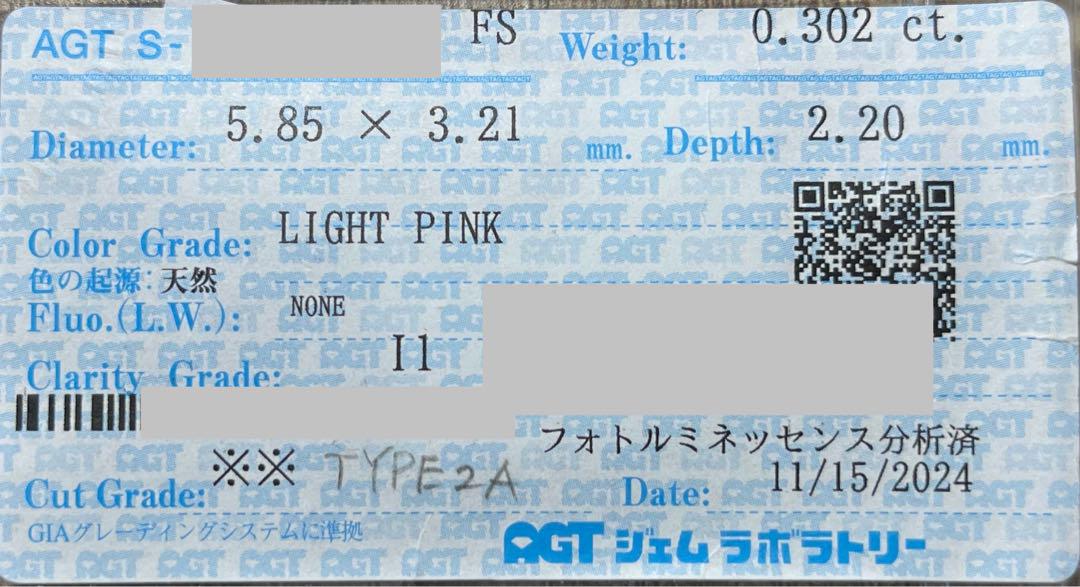 AGT S- FS Weight: 0.302 ct.
Diameter: 5.85 × 3.21 mm. Depth: 2.20 mm.
Color Grade: LIGHT PINK
色の起源: 天然
Fluo.(L.W.): NONE
Clarity Grade: I1
フォトルミネッセンス分析済
Cut Grade: ※※ TYPE2A Date: 11/15/2024
GIAグレーディングシステムに準拠
AGT ジェム ラボラトリー